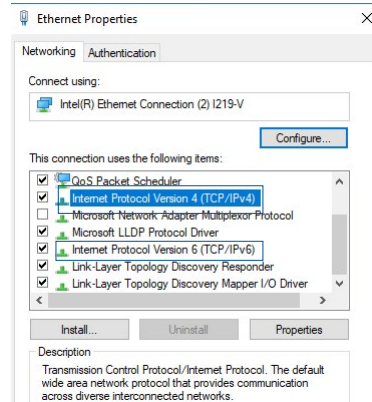 Ethernet Properties
Networking Authentication
Connect using:
Intel(R) Ethernet Connection (2) I219-V
Configure...
This connection uses the following items:
QoS Packet Scheduler
Internet Protocol Version 4 (TCP/IPv4)
Microsoft Network Adapter Multiplexor Protocol
Microsoft LLDP Protocol Driver
Internet Protocol Version 6 (TCP/IPv6)
Link-Layer Topology Discovery Responder
Link-Layer Topology Discovery Mapper I/O Driver
Install... Uninstall Properties
Description
Transmission Control Protocol/Internet Protocol. The default
wide area network protocol that provides communication
across diverse interconnected networks.